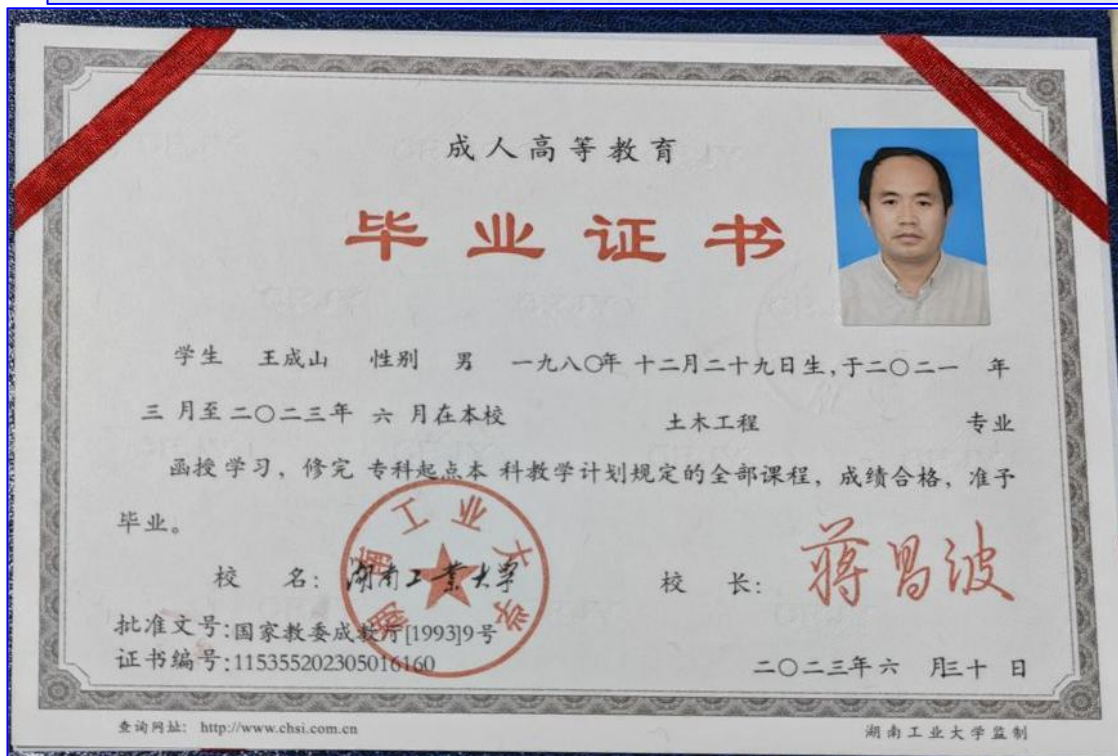 成人高等教育
毕业证书
学生 王成山 性别 男 一九八〇年 十二月二十九日生，于二〇二一 年
三 月至 二〇二三年 六 月在本校 土木工程 专业
函授 学习，修完 专科起点本 科教学计划规定的全部课程，成绩合格，准予
毕业。
校 名：湖南工業大學
湖南工业大学
校 长：蒋昌波
批准文号：国家教委成教厅[1993]9号
证书编号：115355202305016160
二〇二三年 六 月三十 日
查询网址：http://www.chsi.com.cn
湖南工业大学监制